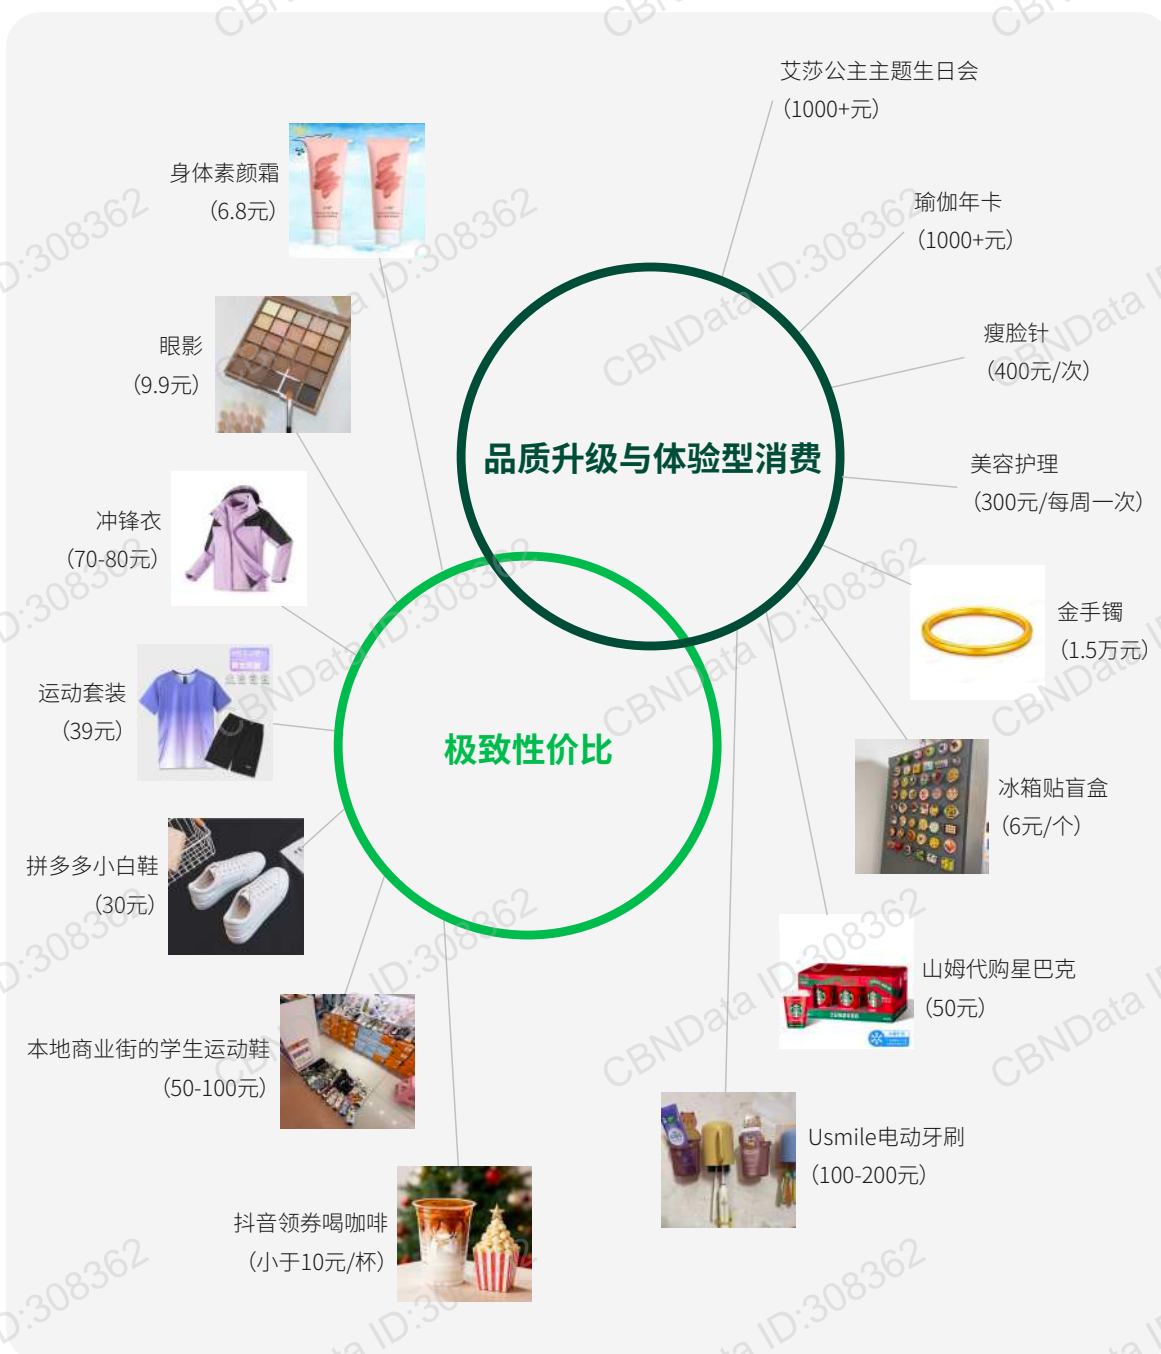 艾莎公主主题生日会
（1000+元）
身体素颜霜
（6.8元）
瑜伽年卡
（1000+元）
眼影
（9.9元）
瘦脸针
（400元/次）
品质升级与体验型消费
美容护理
（300元/每周一次）
冲锋衣
（70-80元）
金手镯
（1.5万元）
运动套装
（39元）
极致性价比
冰箱贴盲盒
（6元/个）
拼多多小白鞋
（30元）
山姆代购星巴克
（50元）
本地商业街的学生运动鞋
（50-100元）
Usmile电动牙刷
（100-200元）
抖音领券喝咖啡
（小于10元/杯）
CBNData ID:308362